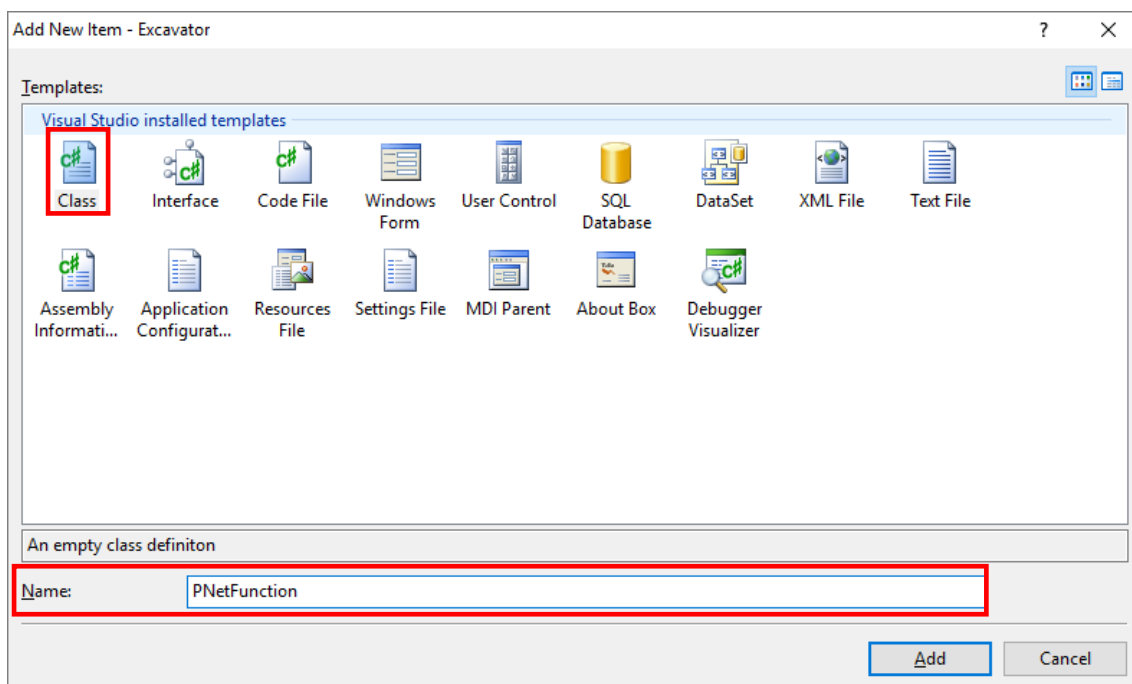 Add New Item - Excavator
?
Templates:
Visual Studio installed templates
Class
Interface
Code File
Windows
Form
User Control
SQL
Database
DataSet
XML File
Text File
Assembly
Informati...
Application
Configurat...
Resources
File
Settings File
MDI Parent
About Box
Debugger
Visualizer
An empty class definiton
Name:
PNetFunction
Add
Cancel